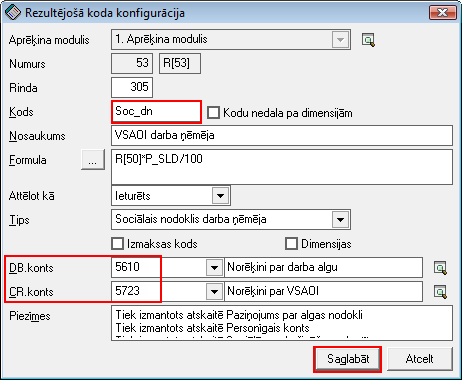 Rezultējošā koda konfigurācija
Aprēķina modulis 1. Aprēķina modulis
Numurs 53 R[53]
Rinda 305
Kods Soc_dn Kodu nedala pa dimensijām
Nosaukums VSAOI darba ņēmēja
Formula ... R[50]*P_SLD/100
Attēlot kā Ieturēts
Tips Sociālais nodoklis darba ņēmēja
Izmaksas kods Dimensijas
DB.konts 5610 Norēķini par darba algu
CR.konts 5723 Norēķini par VSAOI
Piezīmes Tiek izmantots atskaitē Paziņojums par algas nodokli
Tiek izmantots atskaitē Personīgais konts
Saglabāt Atcelt